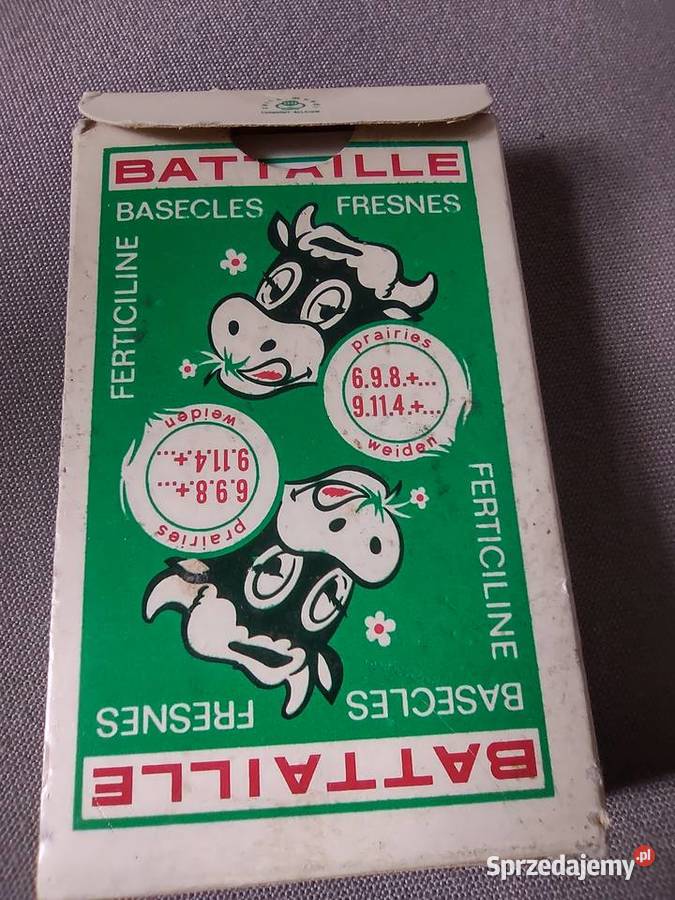 BATTAILLE
BASECLES FRESNES
FERTICILINE
prairies
6.9.8.+...
9.11.4.+...
weiden
prairies
6.9.8.+...
9.11.4.+...
weiden
FERTICILINE
BASECLES FRESNES
BATTAILLE
Sprzedajemy.pl